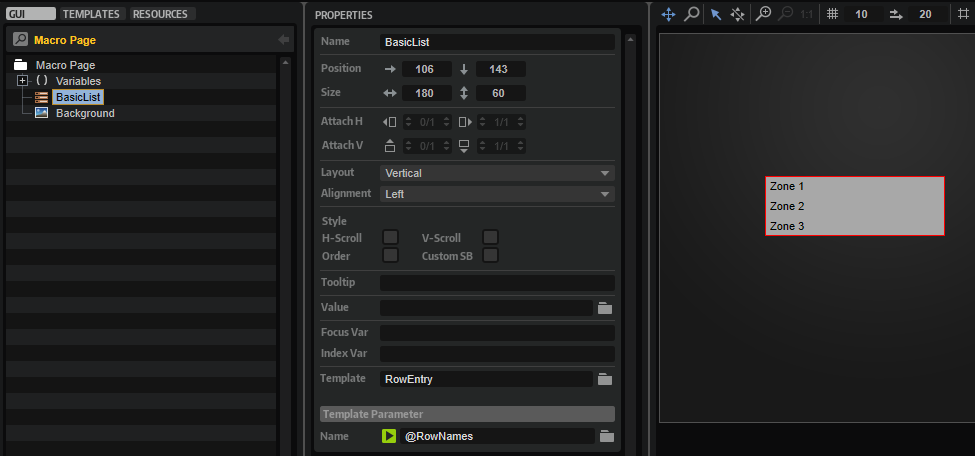 GUI TEMPLATES RESOURCES
Macro Page
Macro Page
( ) Variables
BasicList
Background
PROPERTIES
Name BasicList
Position 106 143
Size 180 60
Attach H 0/1 1/1
Attach V 0/1 1/1
Layout Vertical
Alignment Left
Style
H-Scroll V-Scroll
Order Custom SB
Tooltip
Value
Focus Var
Index Var
Template RowEntry
Template Parameter
Name @RowNames
1:1 10 20
Zone 1
Zone 2
Zone 3